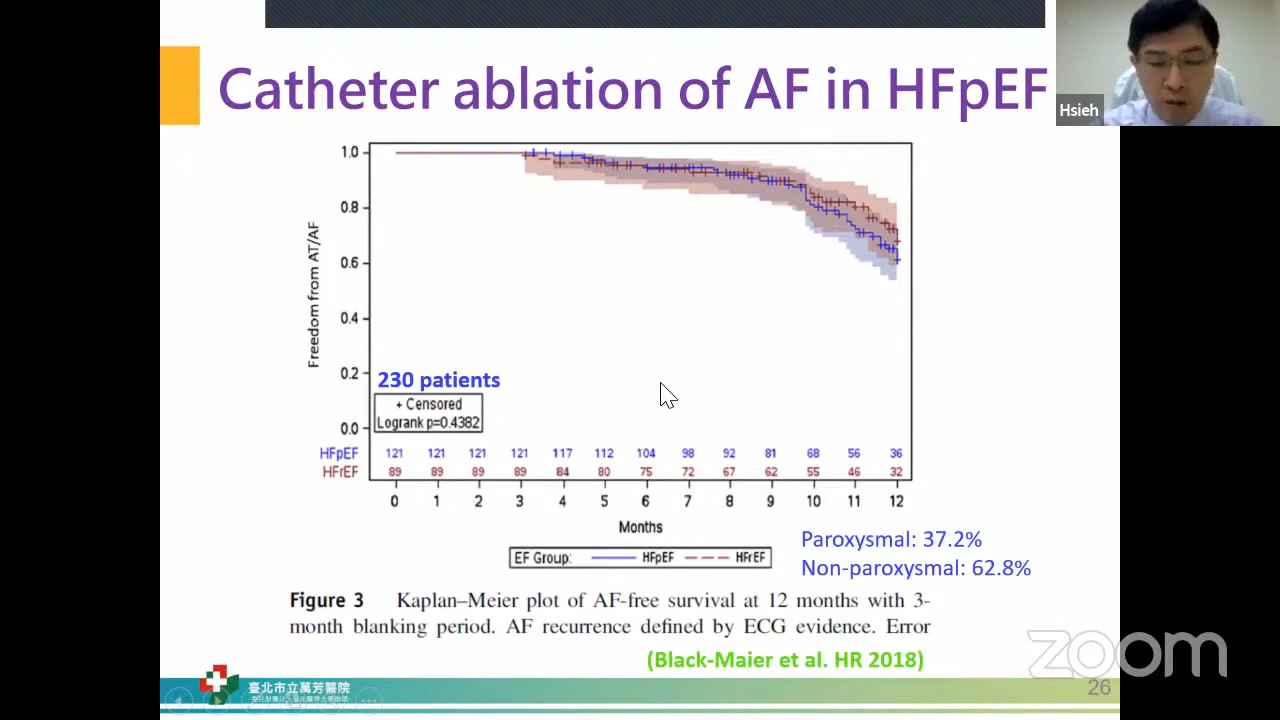 Catheter ablation of AF in HFpEF
Hsieh
Freedom from AT/AF
1.0
0.8
0.6
0.4
0.2
0.0
230 patients
+ Censored
Logrank p=0.4382
HFpEF 121 121 121 121 117 112 104 98 92 81 68 56 36
HFrEF 89 89 89 89 84 80 75 72 67 62 55 46 32
0 1 2 3 4 5 6 7 8 9 10 11 12
Months
EF Group: HFpEF HFrEF
Paroxysmal: 37.2%
Non-paroxysmal: 62.8%
Figure 3 Kaplan–Meier plot of AF-free survival at 12 months with 3-
month blanking period. AF recurrence defined by ECG evidence. Error
(Black-Maier et al. HR 2018)
zoom
臺北市立萬芳醫院
26